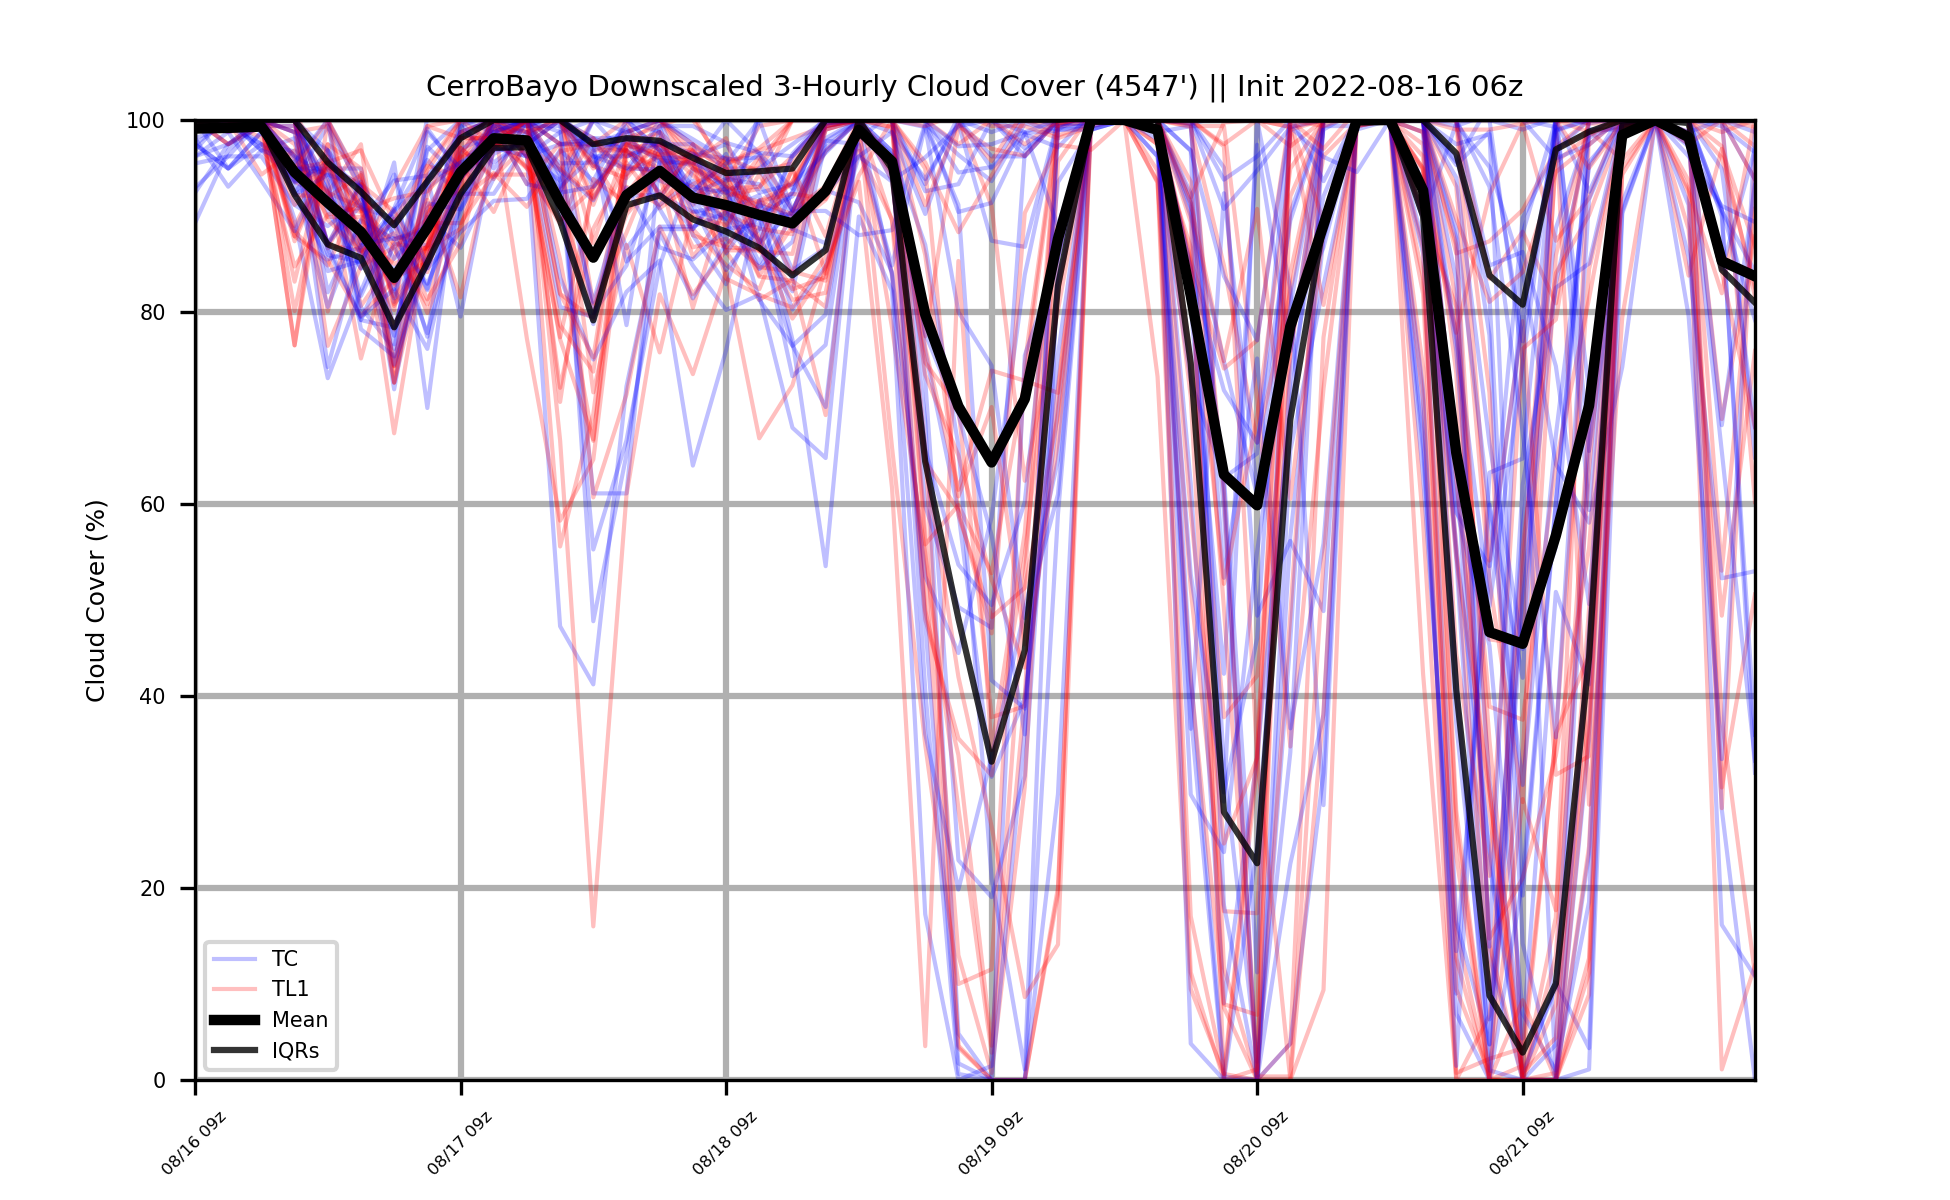 CerroBayo Downscaled 3-Hourly Cloud Cover (4547') || Init 2022-08-16 06z
Cloud Cover (%)
100
80
60
40
20
0
TC
TL1
Mean
IQRs
08/16 09z
08/17 09z
08/18 09z
08/19 09z
08/20 09z
08/21 09z